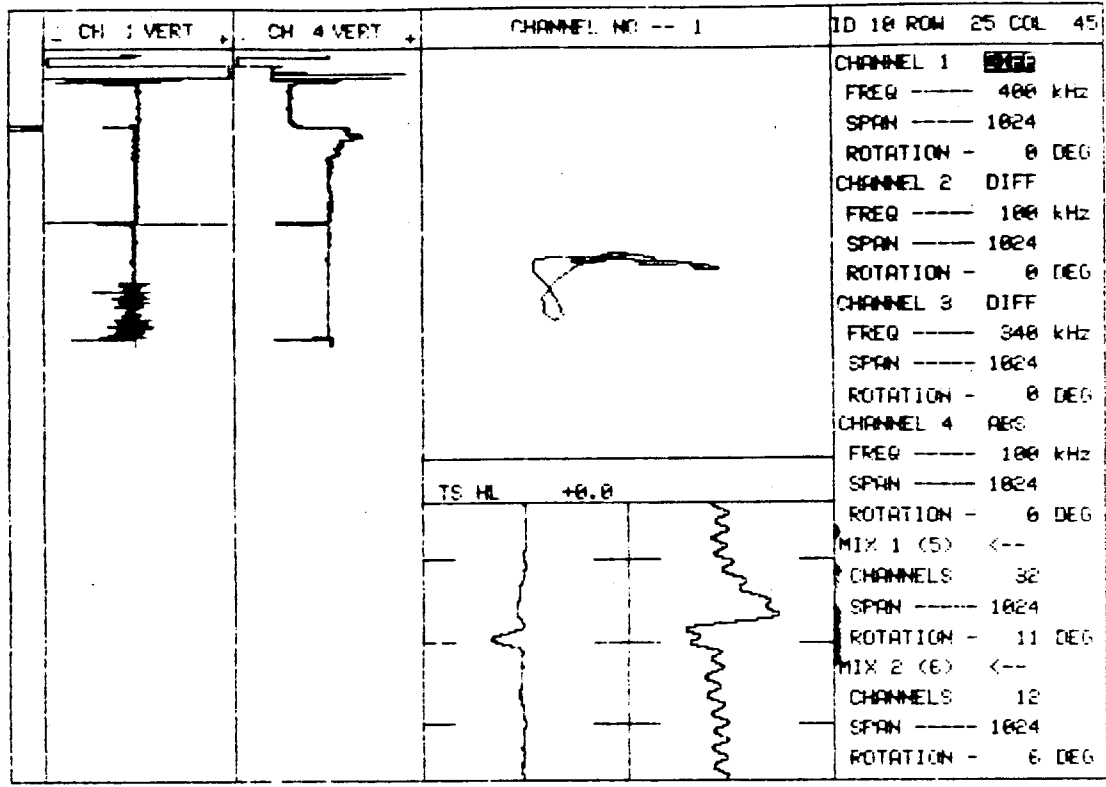 CH 1 VERT
CH 4 VERT
CHANNEL NO -- 1
TS HL +0.0
ID 10 ROW 25 COL 45
CHANNEL 1 DIFF
FREQ ----- 400 kHz
SPAN ----- 1024
ROTATION - 0 DEG
CHANNEL 2 DIFF
FREQ ----- 100 kHz
SPAN ----- 1024
ROTATION - 0 DEG
CHANNEL 3 DIFF
FREQ ----- 340 kHz
SPAN ----- 1024
ROTATION - 0 DEG
CHANNEL 4 ABS
FREQ ----- 100 kHz
SPAN ----- 1024
ROTATION - 0 DEG
MIX 1 (5) <--
CHANNELS 32
SPAN ----- 1024
ROTATION - 11 DEG
MIX 2 (6) <--
CHANNELS 12
SPAN ----- 1024
ROTATION - 6 DEG